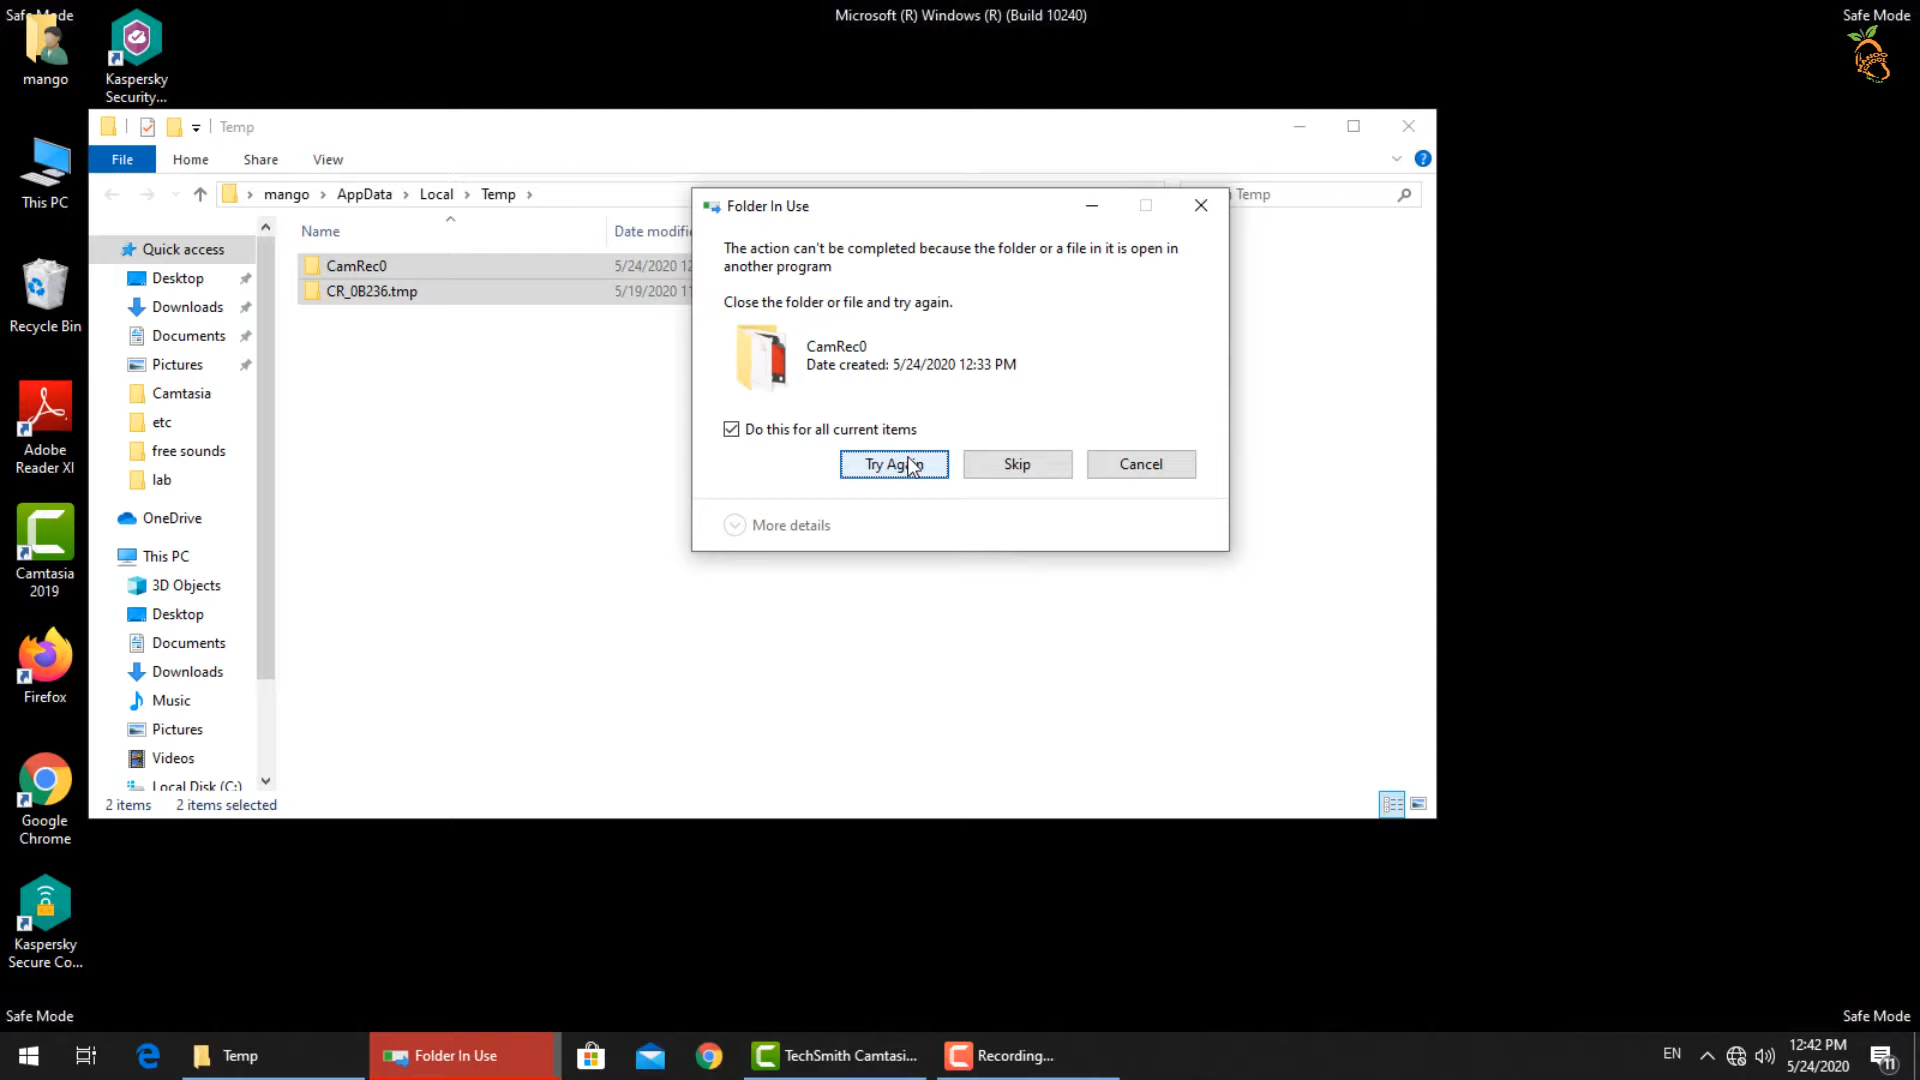 Safe Mode
Microsoft (R) Windows (R) (Build 10240)
Safe Mode
mango
Kaspersky
Security...
This PC
Recycle Bin
Adobe
Reader XI
Camtasia
2019
Firefox
Google
Chrome
Kaspersky
Secure Co...
Temp
File Home Share View
mango > AppData > Local > Temp >
Temp
Name
Date modifi
CamRec0
5/24/2020 12
CR_0B236.tmp
5/19/2020 1
Quick access
Desktop
Downloads
Documents
Pictures
Camtasia
etc
free sounds
lab
OneDrive
This PC
3D Objects
Desktop
Documents
Downloads
Music
Pictures
Videos
Local Disk (C:)
2 items 2 items selected
Folder In Use
The action can't be completed because the folder or a file in it is open in
another program
Close the folder or file and try again.
CamRec0
Date created: 5/24/2020 12:33 PM
Do this for all current items
Try Again Skip Cancel
More details
Safe Mode
Safe Mode
Temp
Folder In Use
TechSmith Camtasi...
Recording...
EN
12:42 PM
5/24/2020
11